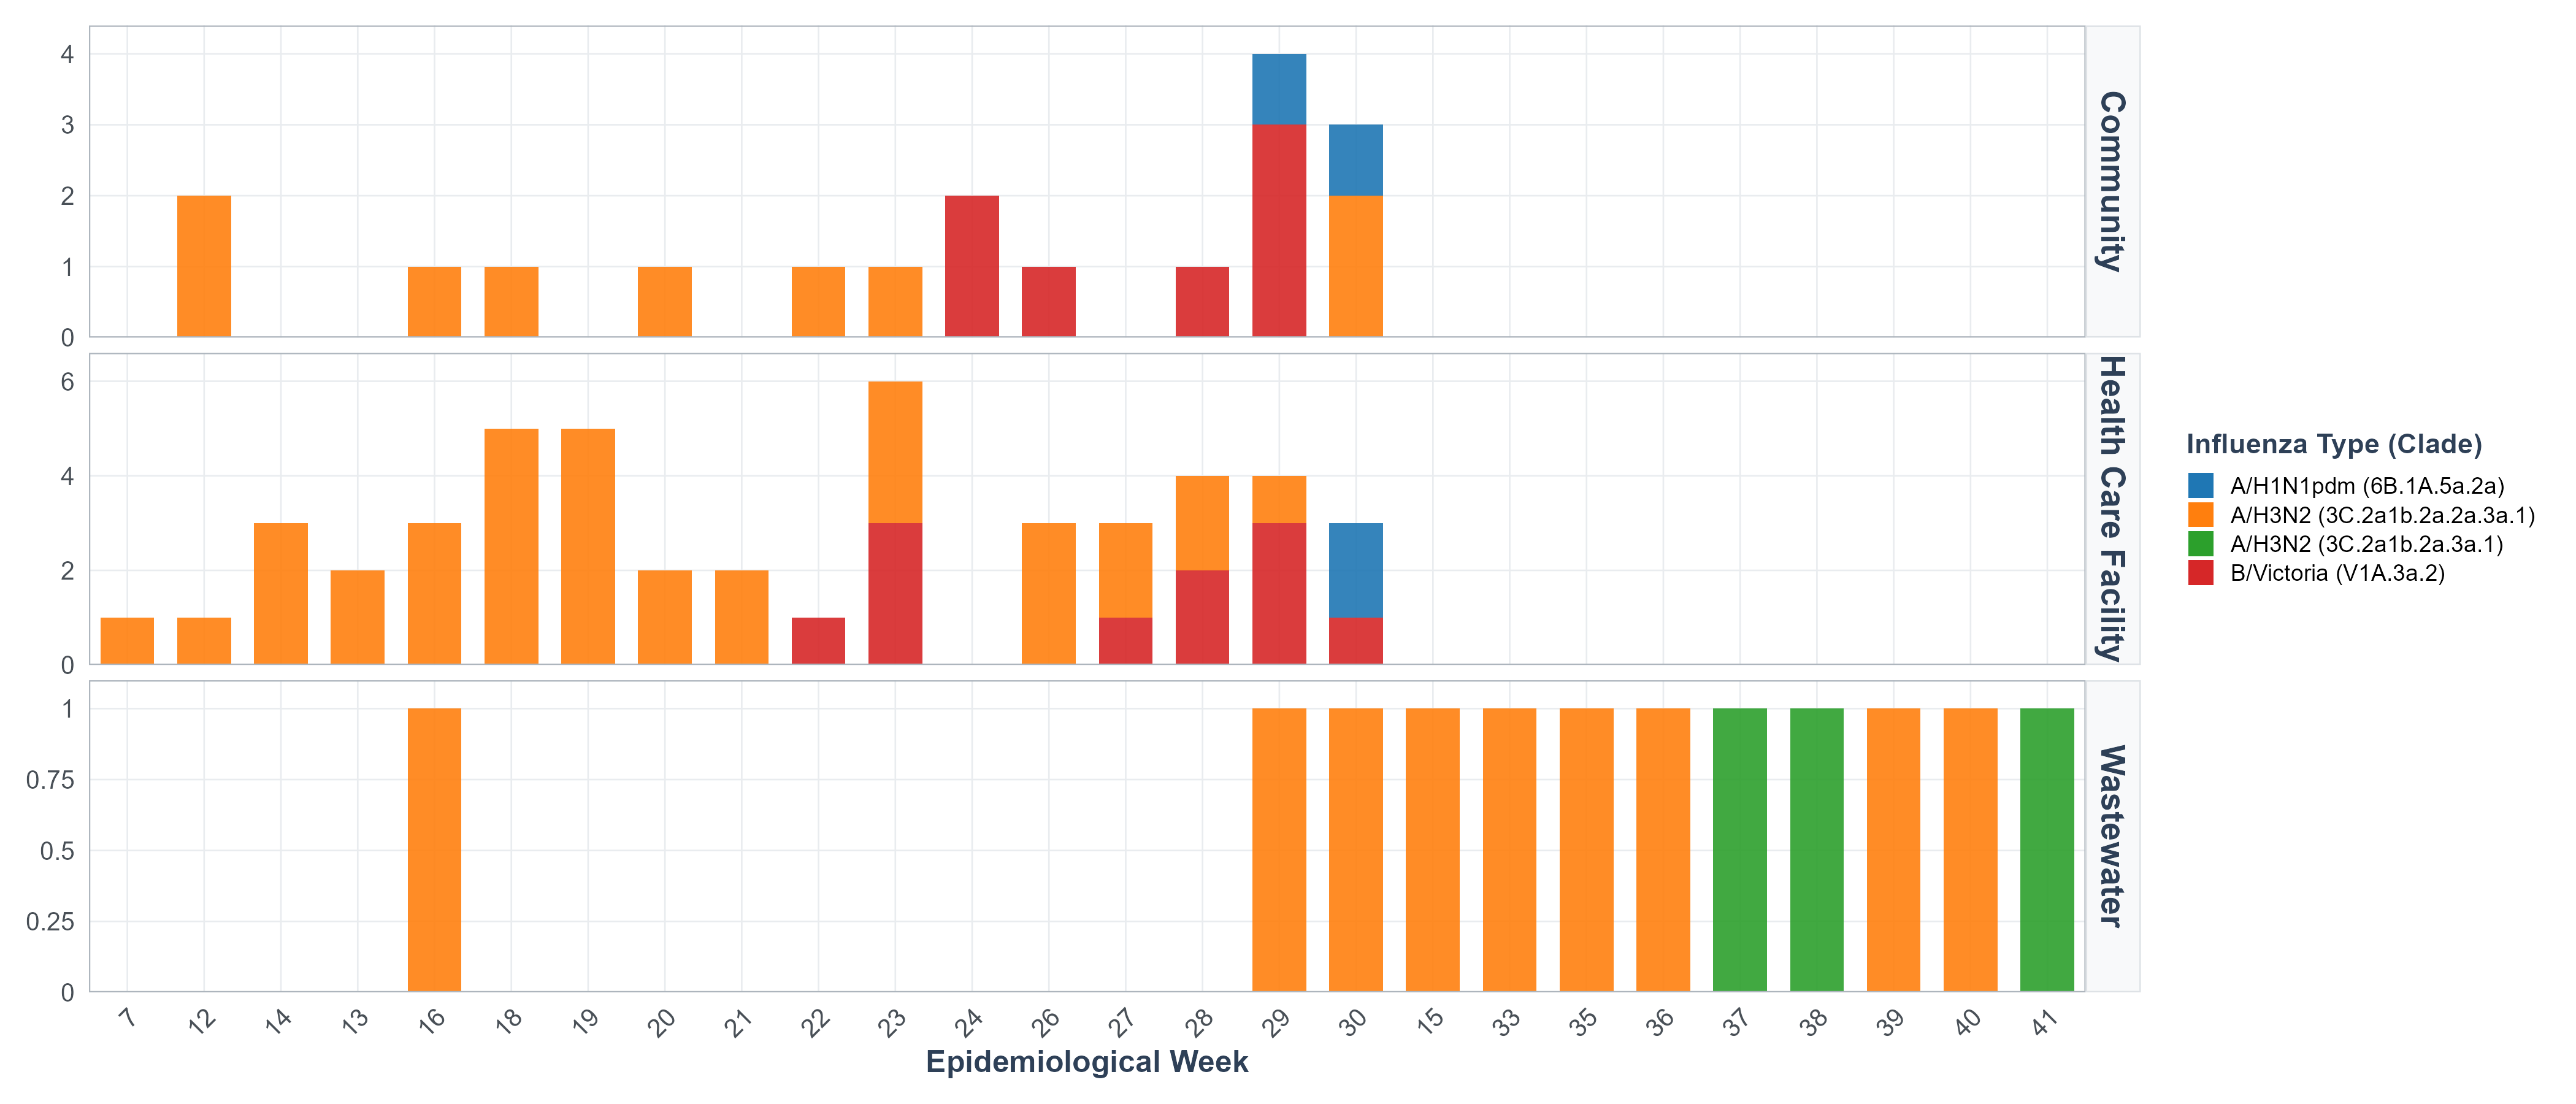 4
3
2
1
0
Community
6
4
2
0
Health Care Facility
1
0.75
0.5
0.25
0
Wastewater
7 12 14 13 16 18 19 20 21 22 23 24 26 27 28 29 30 15 33 35 36 37 38 39 40 41
Epidemiological Week
Influenza Type (Clade)
A/H1N1pdm (6B.1A.5a.2a)
A/H3N2 (3C.2a1b.2a.2a.3a.1)
A/H3N2 (3C.2a1b.2a.3a.1)
B/Victoria (V1A.3a.2)